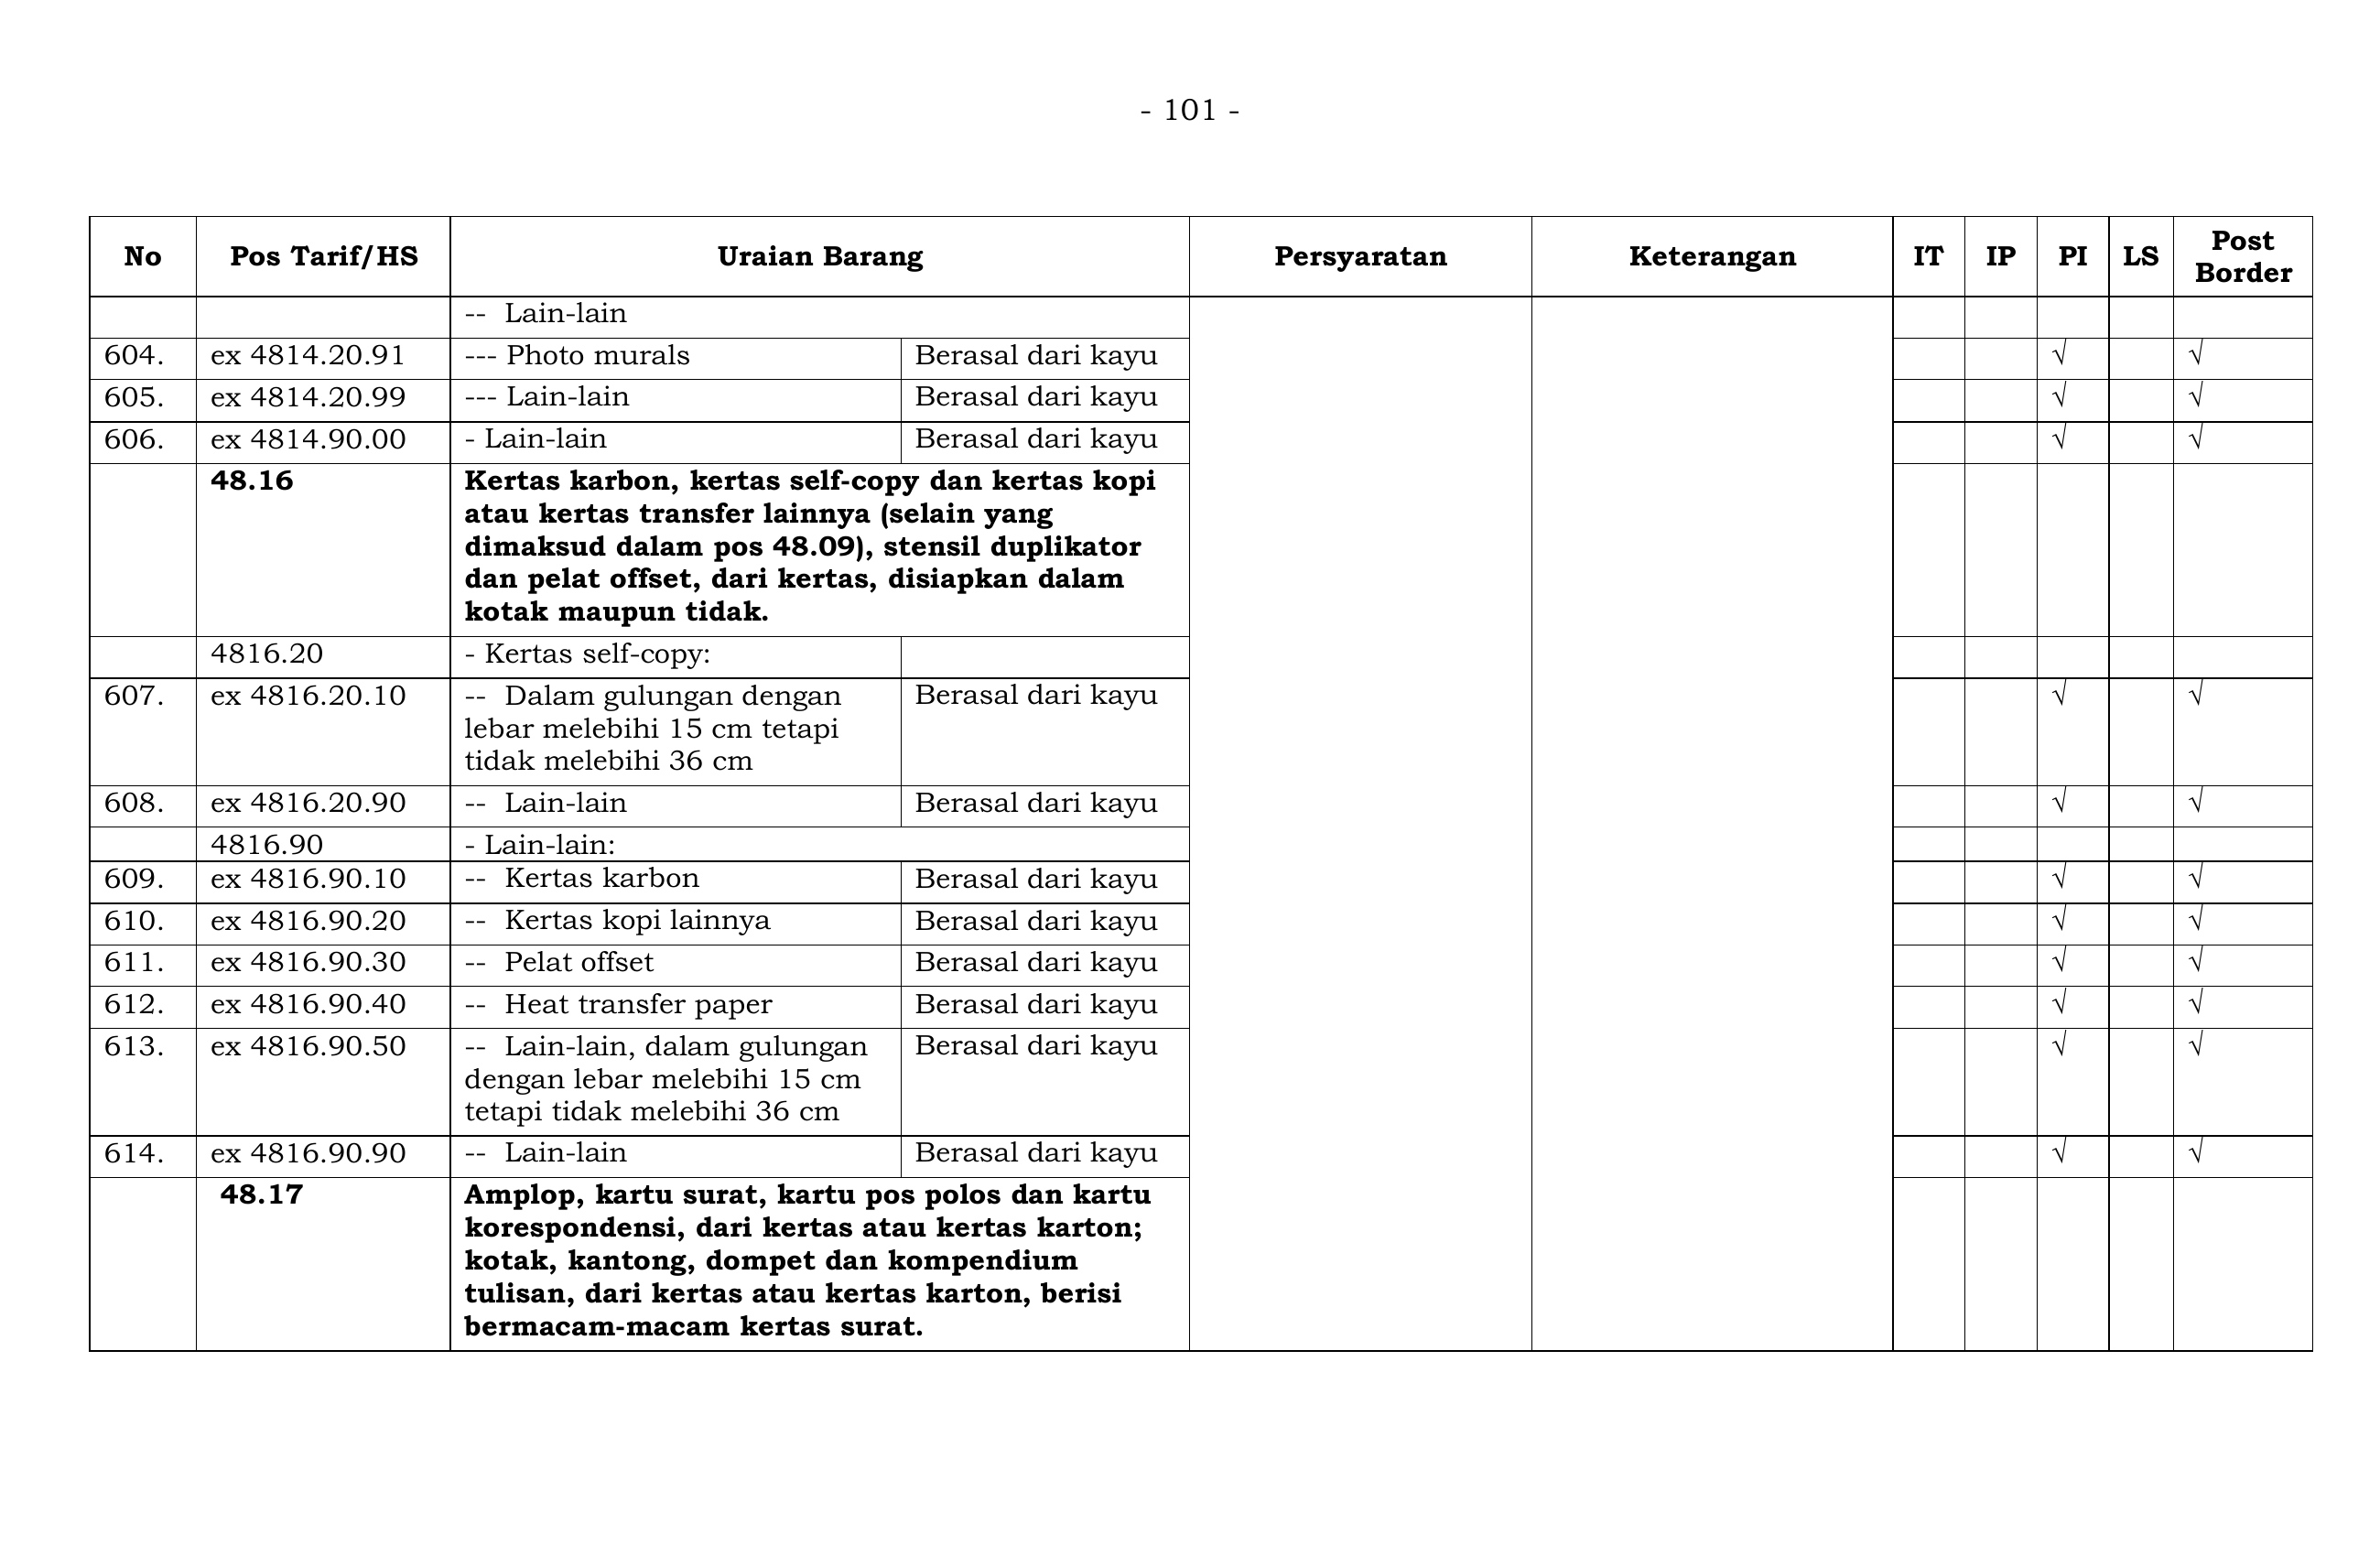 - 101 -
No Pos Tarif/HS Uraian Barang Persyaratan Keterangan IT IP PI LS Post Border
-- Lain-lain
604. ex 4814.20.91 --- Photo murals Berasal dari kayu √ √
605. ex 4814.20.99 --- Lain-lain Berasal dari kayu √ √
606. ex 4814.90.00 - Lain-lain Berasal dari kayu √ √
48.16 Kertas karbon, kertas self-copy dan kertas kopi
atau kertas transfer lainnya (selain yang
dimaksud dalam pos 48.09), stensil duplikator
dan pelat offset, dari kertas, disiapkan dalam
kotak maupun tidak.
4816.20 - Kertas self-copy:
607. ex 4816.20.10 -- Dalam gulungan dengan Berasal dari kayu √ √
lebar melebihi 15 cm tetapi
tidak melebihi 36 cm
608. ex 4816.20.90 -- Lain-lain Berasal dari kayu √ √
4816.90 - Lain-lain:
609. ex 4816.90.10 -- Kertas karbon Berasal dari kayu √ √
610. ex 4816.90.20 -- Kertas kopi lainnya Berasal dari kayu √ √
611. ex 4816.90.30 -- Pelat offset Berasal dari kayu √ √
612. ex 4816.90.40 -- Heat transfer paper Berasal dari kayu √ √
613. ex 4816.90.50 -- Lain-lain, dalam gulungan Berasal dari kayu √ √
dengan lebar melebihi 15 cm
tetapi tidak melebihi 36 cm
614. ex 4816.90.90 -- Lain-lain Berasal dari kayu √ √
48.17 Amplop, kartu surat, kartu pos polos dan kartu
korespondensi, dari kertas atau kertas karton;
kotak, kantong, dompet dan kompendium
tulisan, dari kertas atau kertas karton, berisi
bermacam-macam kertas surat.